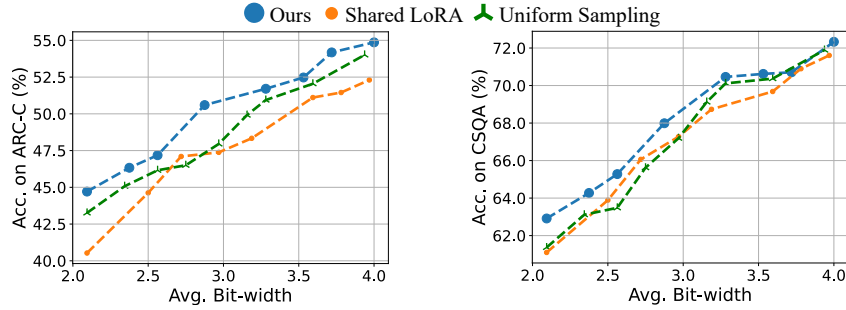 Ours Shared LoRA Uniform Sampling
Acc. on ARC-C (%)
55.0
52.5
50.0
47.5
45.0
42.5
40.0
2.0 2.5 3.0 3.5 4.0
Avg. Bit-width
Acc. on CSQA (%)
72.0
70.0
68.0
66.0
64.0
62.0
2.0 2.5 3.0 3.5 4.0
Avg. Bit-width